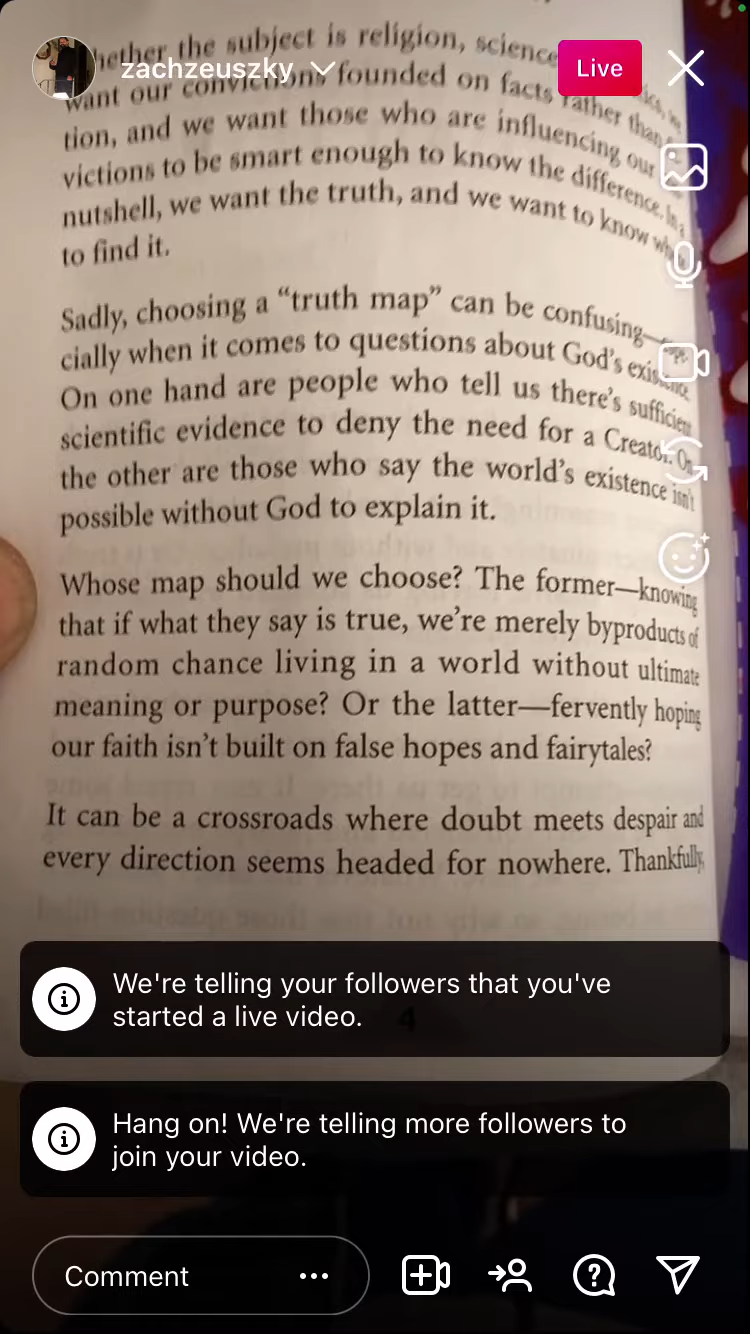 zachzeuszky
Live
hether the subject is religion, science
want our convictions founded on facts rather than
tion, and we want those who are influencing our
victions to be smart enough to know the difference. In a
nutshell, we want the truth, and we want to know
to find it.
Sadly, choosing a “truth map” can be confusing—
cially when it comes to questions about God’s
On one hand are people who tell us there’s sufficient
scientific evidence to deny the need for a Creator. On
the other are those who say the world’s existence isn’t
possible without God to explain it.
Whose map should we choose? The former—knowing
that if what they say is true, we’re merely byproducts of
random chance living in a world without ultimate
meaning or purpose? Or the latter—fervently hoping
our faith isn’t built on false hopes and fairytales?
It can be a crossroads where doubt meets despair and
every direction seems headed for nowhere. Thankfully,
We're telling your followers that you've
started a live video.
4
Hang on! We're telling more followers to
join your video.
Comment